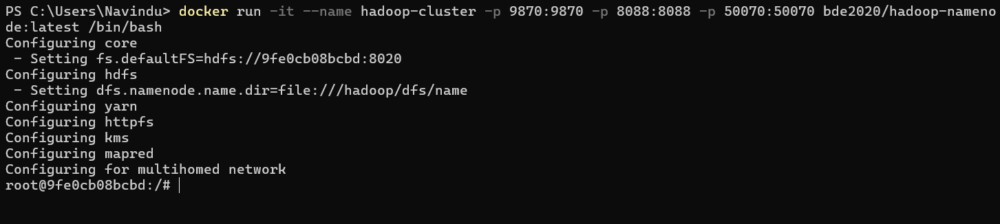 PS C:\Users\Navindu> docker run -it --name hadoop-cluster -p 9870:9870 -p 8088:8088 -p 50070:50070 bde2020/hadoop-nameno
de:latest /bin/bash
Configuring core
 - Setting fs.defaultFS=hdfs://9fe0cb08bcbd:8020
Configuring hdfs
 - Setting dfs.namenode.name.dir=file:///hadoop/dfs/name
Configuring yarn
Configuring httpfs
Configuring kms
Configuring mapred
Configuring for multihomed network
root@9fe0cb08bcbd:/#